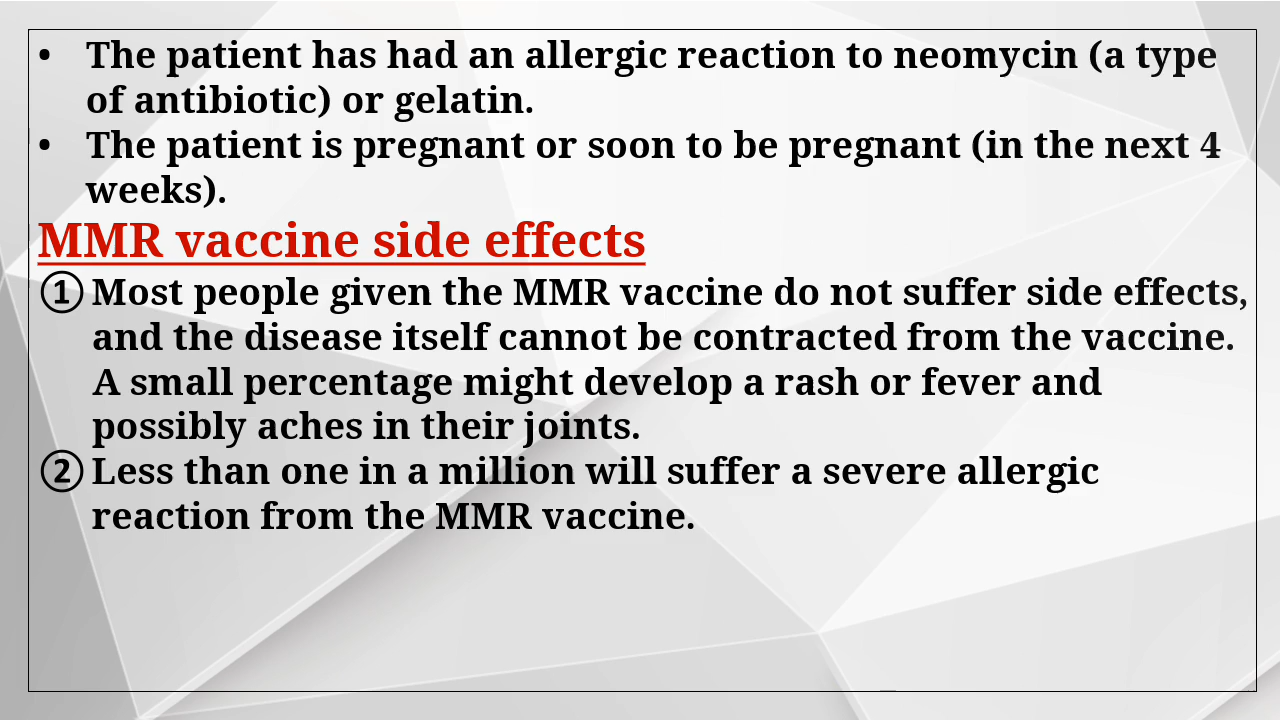 • The patient has had an allergic reaction to neomycin (a type
of antibiotic) or gelatin.
• The patient is pregnant or soon to be pregnant (in the next 4
weeks).
MMR vaccine side effects
① Most people given the MMR vaccine do not suffer side effects,
and the disease itself cannot be contracted from the vaccine.
A small percentage might develop a rash or fever and
possibly aches in their joints.
② Less than one in a million will suffer a severe allergic
reaction from the MMR vaccine.